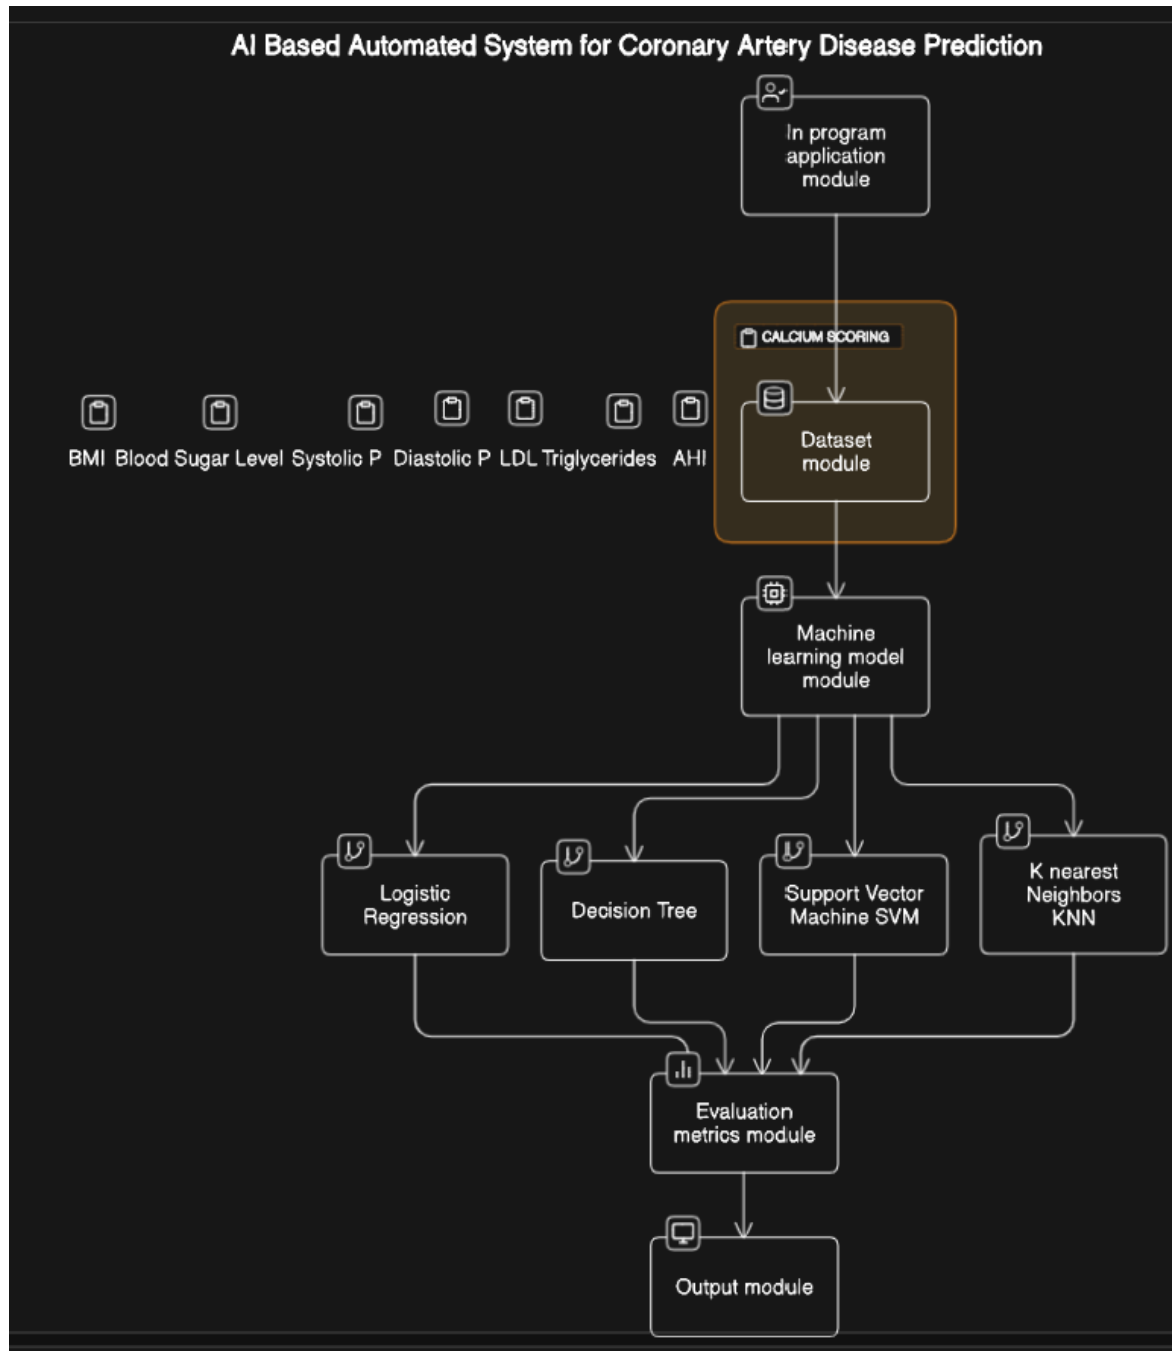 AI Based Automated System for Coronary Artery Disease Prediction
In program
application
module
CALCIUM SCORING
BMI Blood Sugar Level Systolic P Diastolic P LDL Triglycerides AHI
Dataset
module
Machine
learning model
module
Logistic
Regression
Decision Tree
Support Vector
Machine SVM
K nearest
Neighbors
KNN
Evaluation
metrics module
Output module